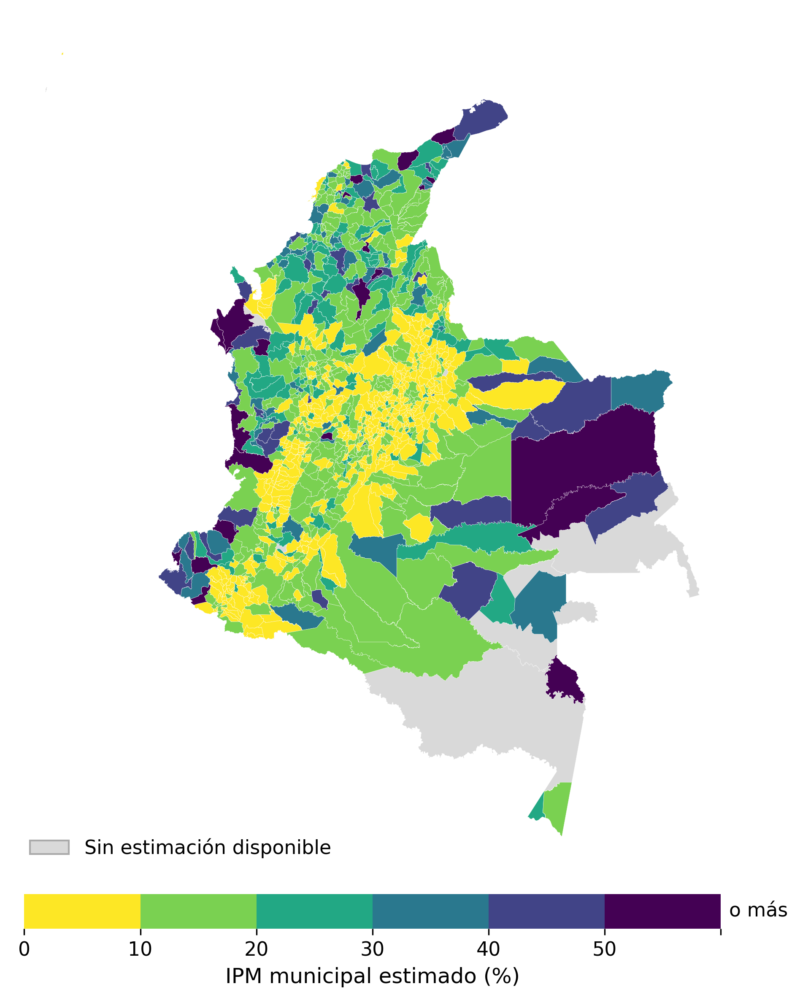 Sin estimación disponible
o más
0 10 20 30 40 50
IPM municipal estimado (%)